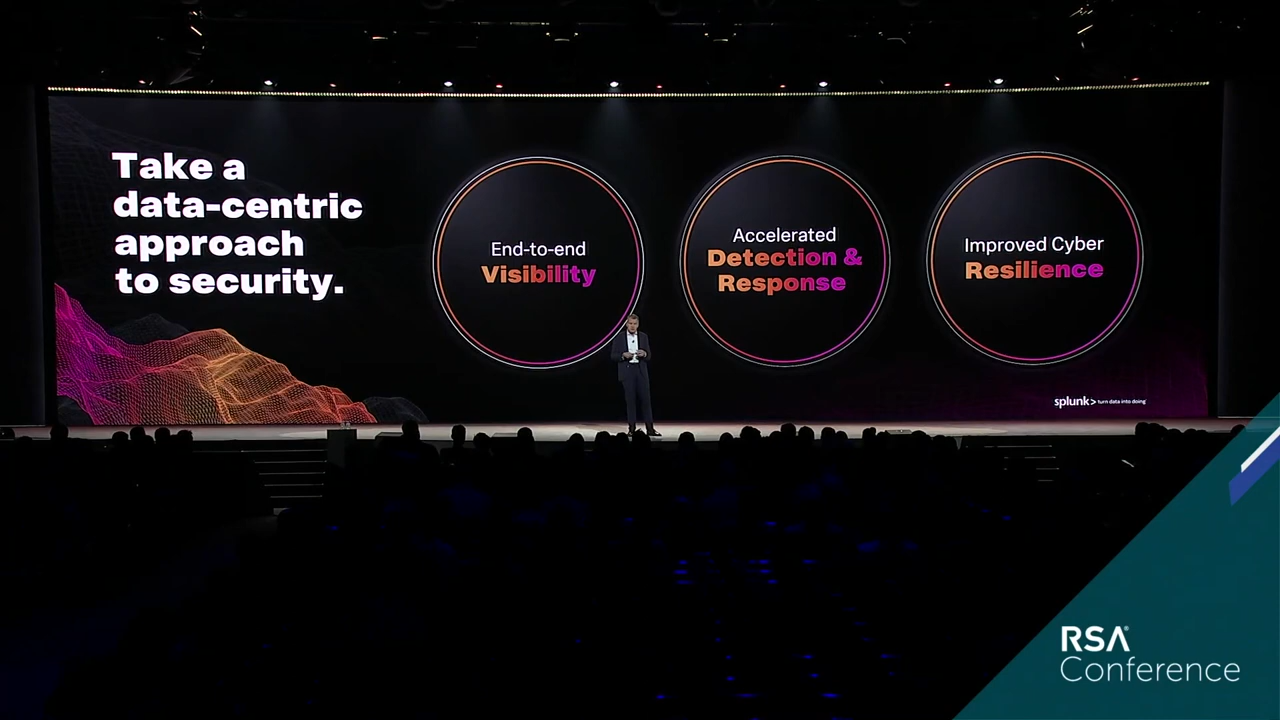 Take a
data-centric
approach
to security.
End-to-end
Visibility
Accelerated
Detection &
Response
Improved Cyber
Resilience
splunk> turn data into doing
RSA
Conference